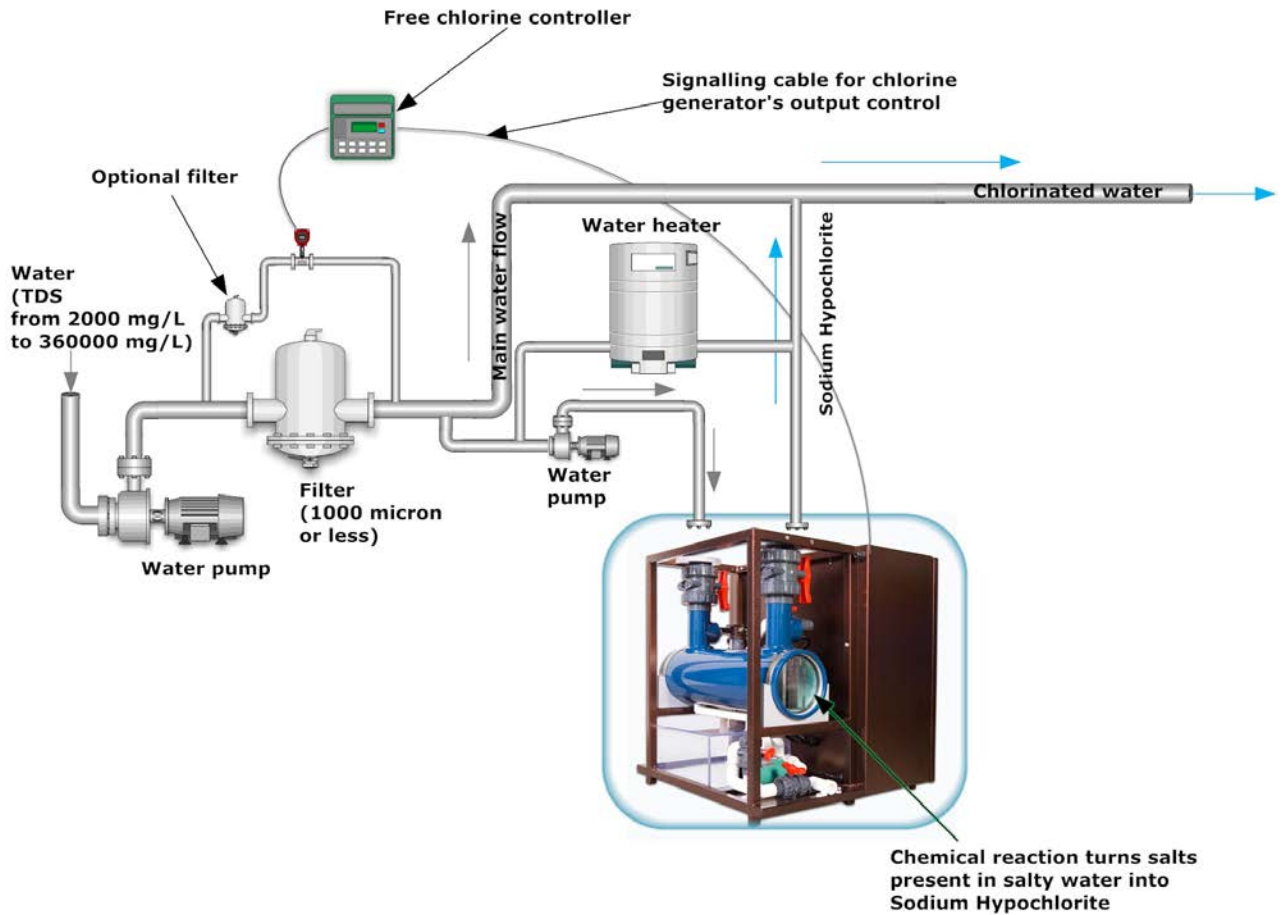 Free chlorine controller
Signalling cable for chlorine
generator's output control
Optional filter
Chlorinated water
Water heater
Water
(TDS
from 2000 mg/L
to 360000 mg/L)
Main water flow
Sodium Hypochlorite
Water
pump
Filter
(1000 micron
or less)
Water pump
Chemical reaction turns salts
present in salty water into
Sodium Hypochlorite